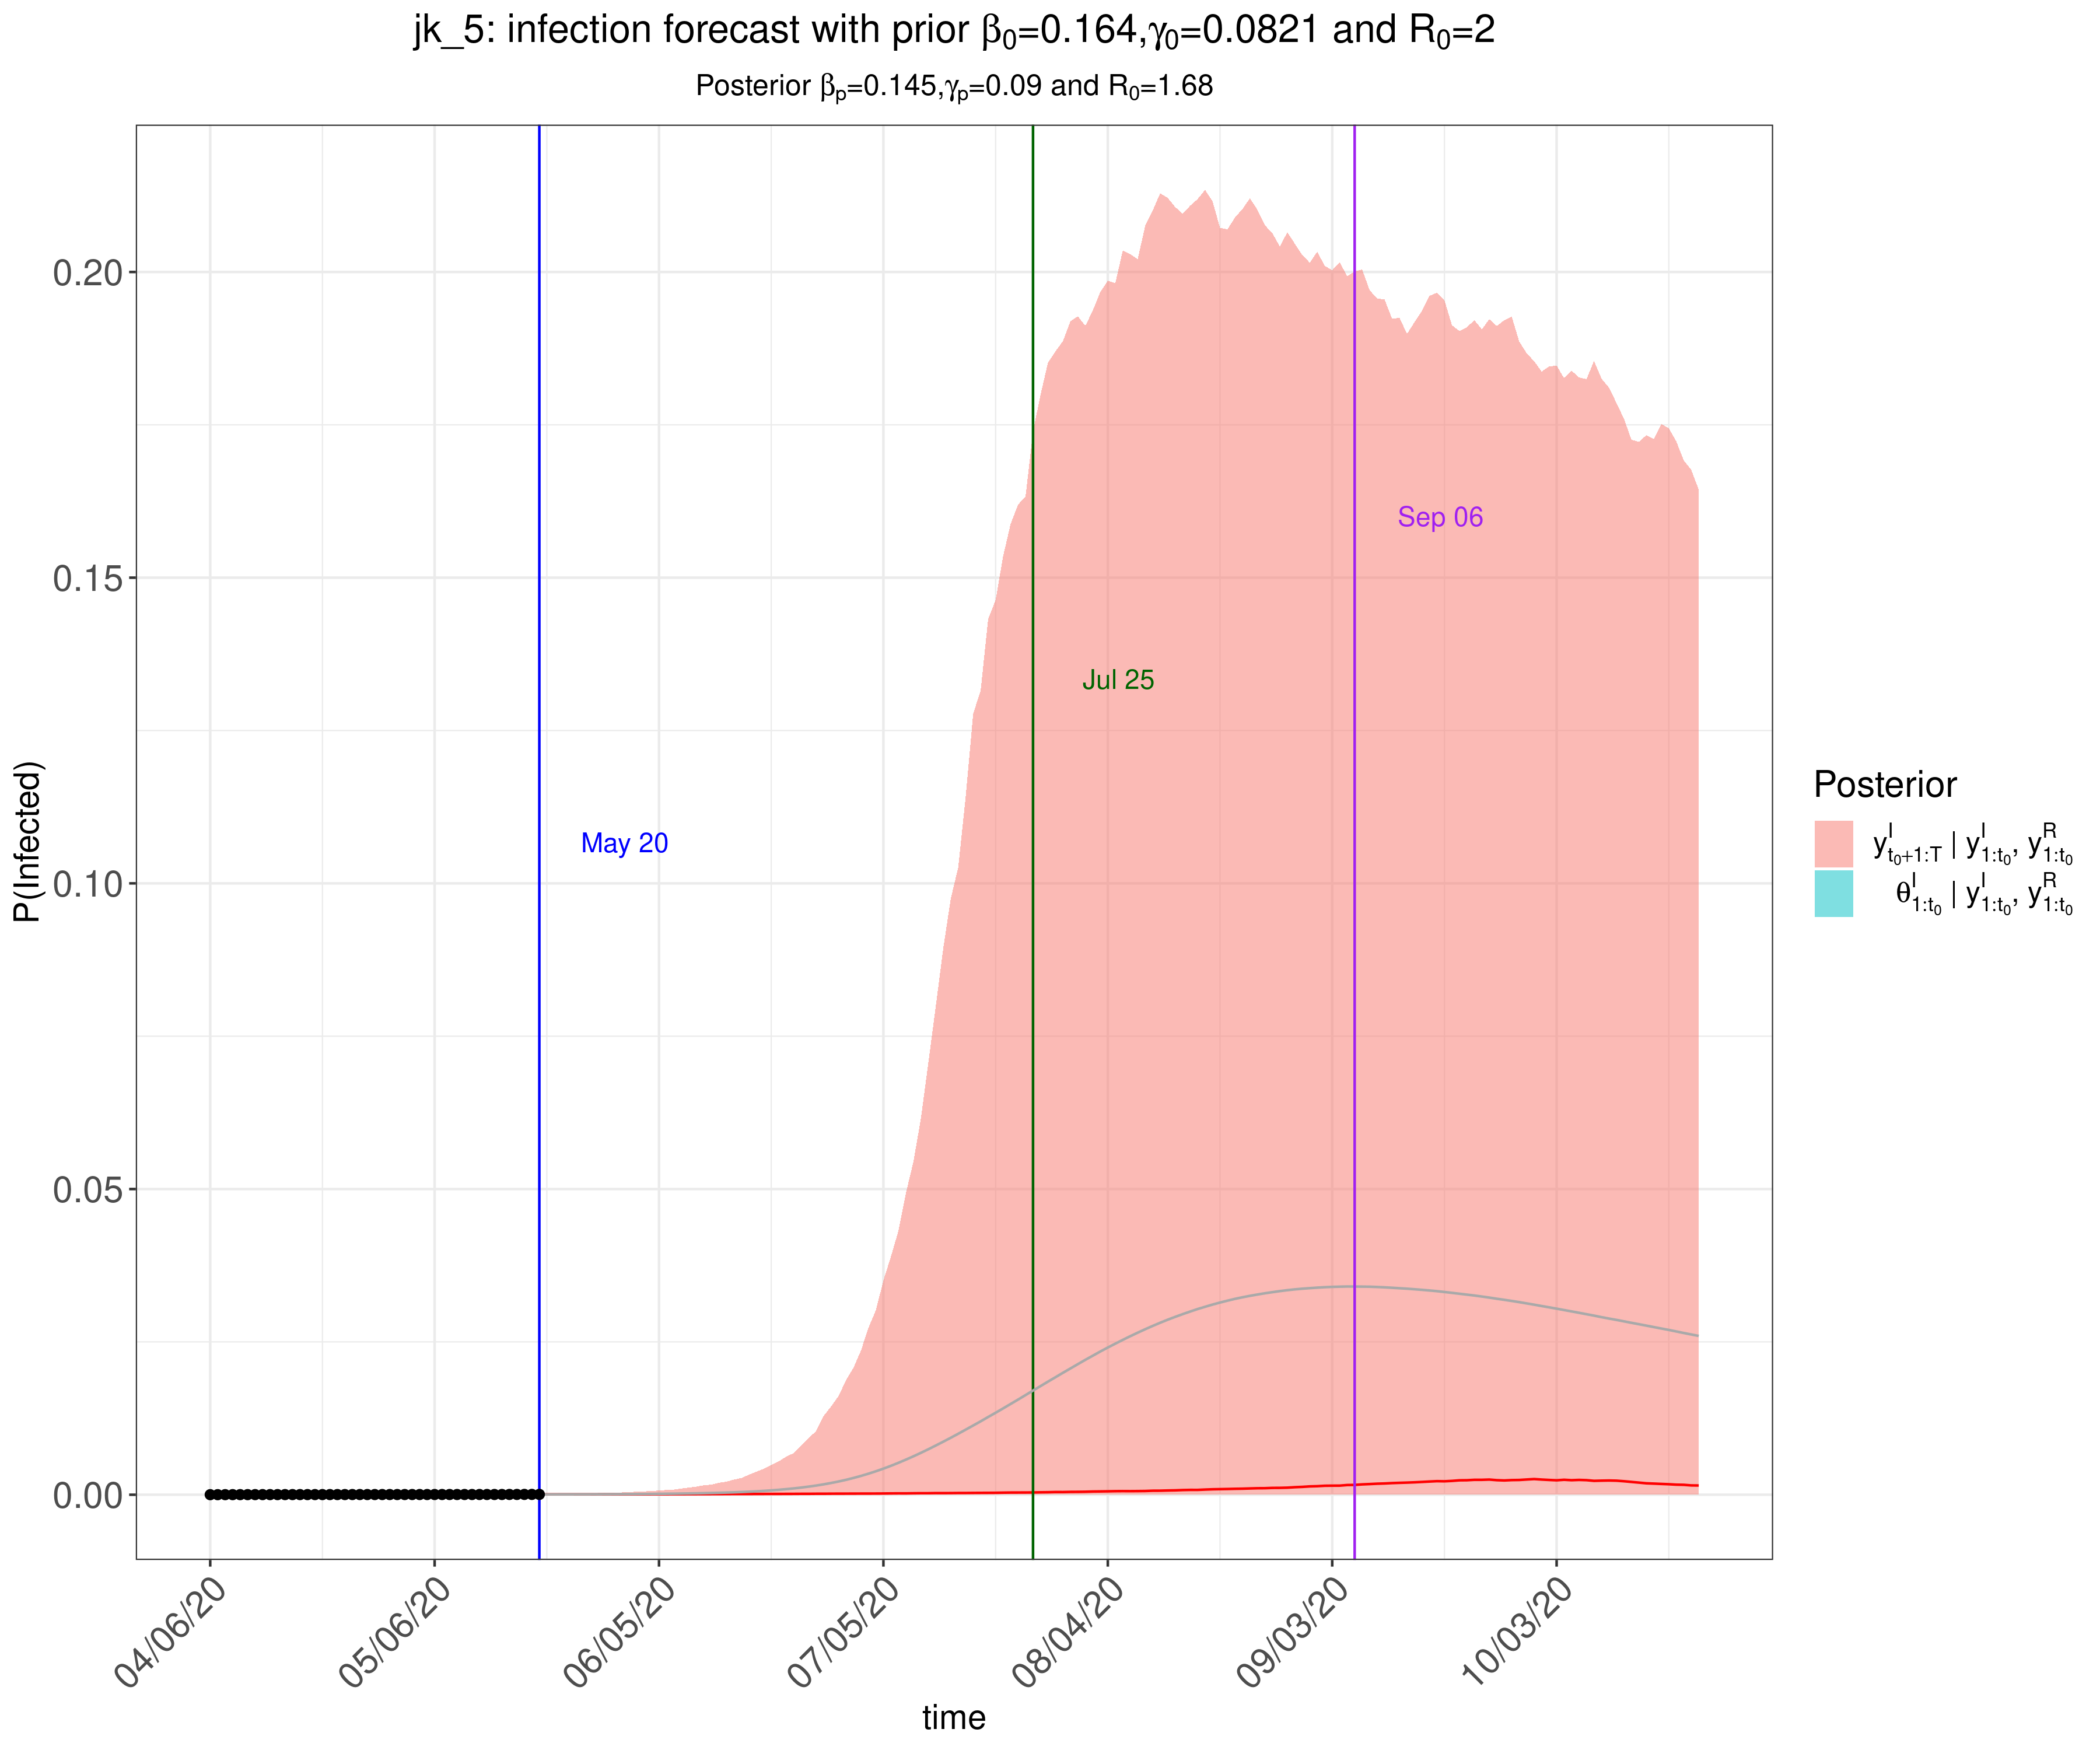 jk_5: infection forecast with prior β₀=0.164,γ₀=0.0821 and R₀=2
Posterior βₚ=0.145,γₚ=0.09 and R₀=1.68
P(Infected)
0.20
0.15
0.10
0.05
0.00
Sep 06
Jul 25
May 20
04/06/20
05/06/20
06/05/20
07/05/20
08/04/20
09/03/20
10/03/20
time
Posterior
y^I_{t₀+1:T} | y^I_{1:t₀}, y^R_{1:t₀}
θ^I_{1:t₀} | y^I_{1:t₀}, y^R_{1:t₀}